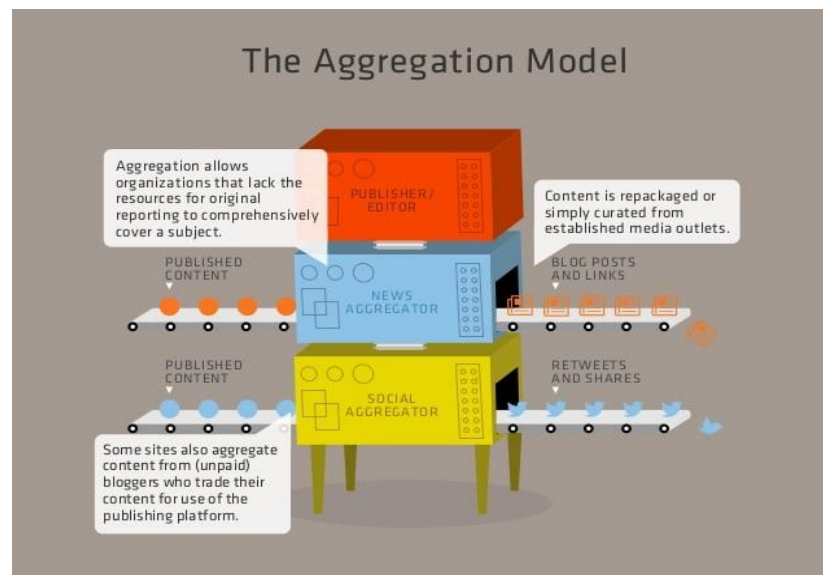 The Aggregation Model
Aggregation allows
organizations that lack the
resources for original
reporting to comprehensively
cover a subject.
PUBLISHER/
EDITOR
Content is repackaged or
simply curated from
established media outlets.
PUBLISHED
CONTENT
NEWS
AGGREGATOR
BLOG POSTS
AND LINKS
PUBLISHED
CONTENT
SOCIAL
AGGREGATOR
RETWEETS
AND SHARES
Some sites also aggregate
content from (unpaid)
bloggers who trade their
content for use of the
publishing platform.